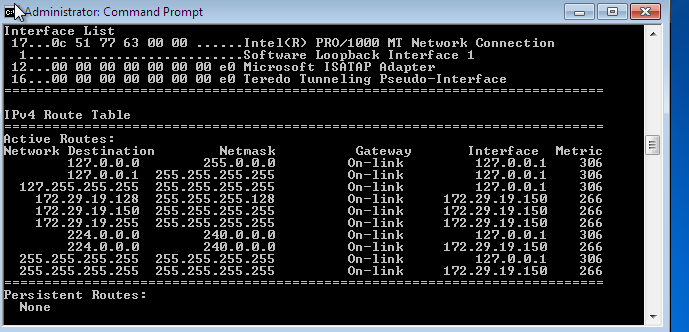 Administrator: Command Prompt
Interface List
17...0c 51 77 63 00 00 ......Intel(R) PRO/1000 MT Network Connection
1...........................Software Loopback Interface 1
12...00 00 00 00 00 00 00 e0 Microsoft ISATAP Adapter
16...00 00 00 00 00 00 00 e0 Teredo Tunneling Pseudo-Interface
===========================================================================
IPv4 Route Table
===========================================================================
Active Routes:
Network Destination Netmask Gateway Interface Metric
127.0.0.0 255.0.0.0 On-link 127.0.0.1 306
127.0.0.1 255.255.255.255 On-link 127.0.0.1 306
127.255.255.255 255.255.255.255 On-link 127.0.0.1 306
172.29.19.128 255.255.255.128 On-link 172.29.19.150 266
172.29.19.150 255.255.255.255 On-link 172.29.19.150 266
172.29.19.255 255.255.255.255 On-link 172.29.19.150 266
224.0.0.0 240.0.0.0 On-link 127.0.0.1 306
224.0.0.0 240.0.0.0 On-link 172.29.19.150 266
255.255.255.255 255.255.255.255 On-link 127.0.0.1 306
255.255.255.255 255.255.255.255 On-link 172.29.19.150 266
===========================================================================
Persistent Routes:
None